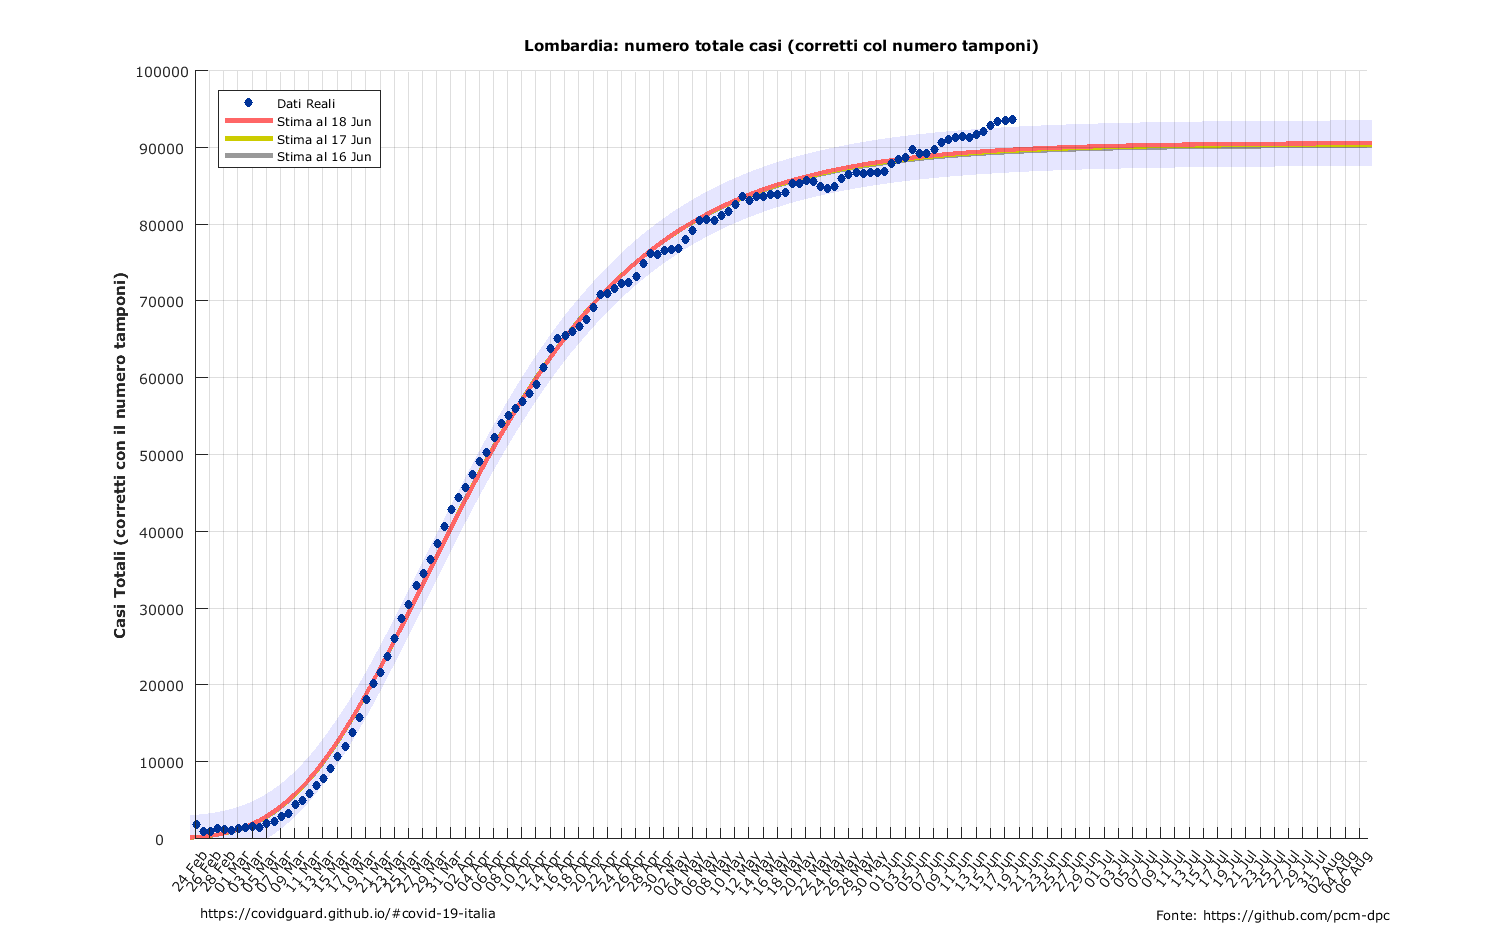 Lombardia: numero totale casi (corretti col numero tamponi)
Casi Totali (corretti con il numero tamponi)
100000
90000
80000
70000
60000
50000
40000
30000
20000
10000
0
Dati Reali
Stima al 18 Jun
Stima al 17 Jun
Stima al 16 Jun
24 Feb
26 Feb
28 Feb
01 Mar
03 Mar
05 Mar
07 Mar
09 Mar
11 Mar
13 Mar
15 Mar
17 Mar
19 Mar
21 Mar
23 Mar
25 Mar
27 Mar
29 Mar
31 Mar
02 Apr
04 Apr
06 Apr
08 Apr
10 Apr
12 Apr
14 Apr
16 Apr
18 Apr
20 Apr
22 Apr
24 Apr
26 Apr
28 Apr
30 Apr
02 May
04 May
06 May
08 May
10 May
12 May
14 May
16 May
18 May
20 May
22 May
24 May
26 May
28 May
30 May
01 Jun
03 Jun
05 Jun
07 Jun
09 Jun
11 Jun
13 Jun
15 Jun
17 Jun
19 Jun
21 Jun
23 Jun
25 Jun
27 Jun
29 Jun
01 Jul
03 Jul
05 Jul
07 Jul
09 Jul
11 Jul
13 Jul
15 Jul
17 Jul
19 Jul
21 Jul
23 Jul
25 Jul
27 Jul
29 Jul
31 Jul
02 Aug
04 Aug
06 Aug
https://covidguard.github.io/#covid-19-italia
Fonte: https://github.com/pcm-dpc